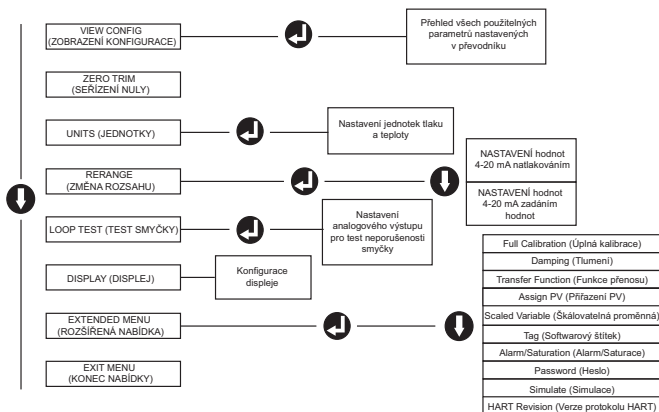 VIEW CONFIG
(ZOBRAZENÍ KONFIGURACE)
Přehled všech použitelných
parametrů nastavených
v převodníku
ZERO TRIM
(SEŘÍZENÍ NULY)
UNITS (JEDNOTKY)
Nastavení jednotek tlaku
a teploty
RERANGE
(ZMĚNA ROZSAHU)
NASTAVENÍ hodnot
4-20 mA natlakováním
NASTAVENÍ hodnot
4-20 mA zadáním
hodnot
LOOP TEST (TEST SMYČKY)
Nastavení
analogového výstupu
pro test neporušenosti
smyčky
DISPLAY (DISPLEJ)
Konfigurace
displeje
EXTENDED MENU
(ROZŠÍŘENÁ NABÍDKA)
Full Calibration (Úplná kalibrace)
Damping (Tlumení)
Transfer Function (Funkce přenosu)
Assign PV (Přiřazení PV)
Scaled Variable (Škálovatelná proměnná)
Tag (Softwarový štítek)
Alarm/Saturation (Alarm/Saturace)
Password (Heslo)
Simulate (Simulace)
HART Revision (Verze protokolu HART)
EXIT MENU
(KONEC NABÍDKY)